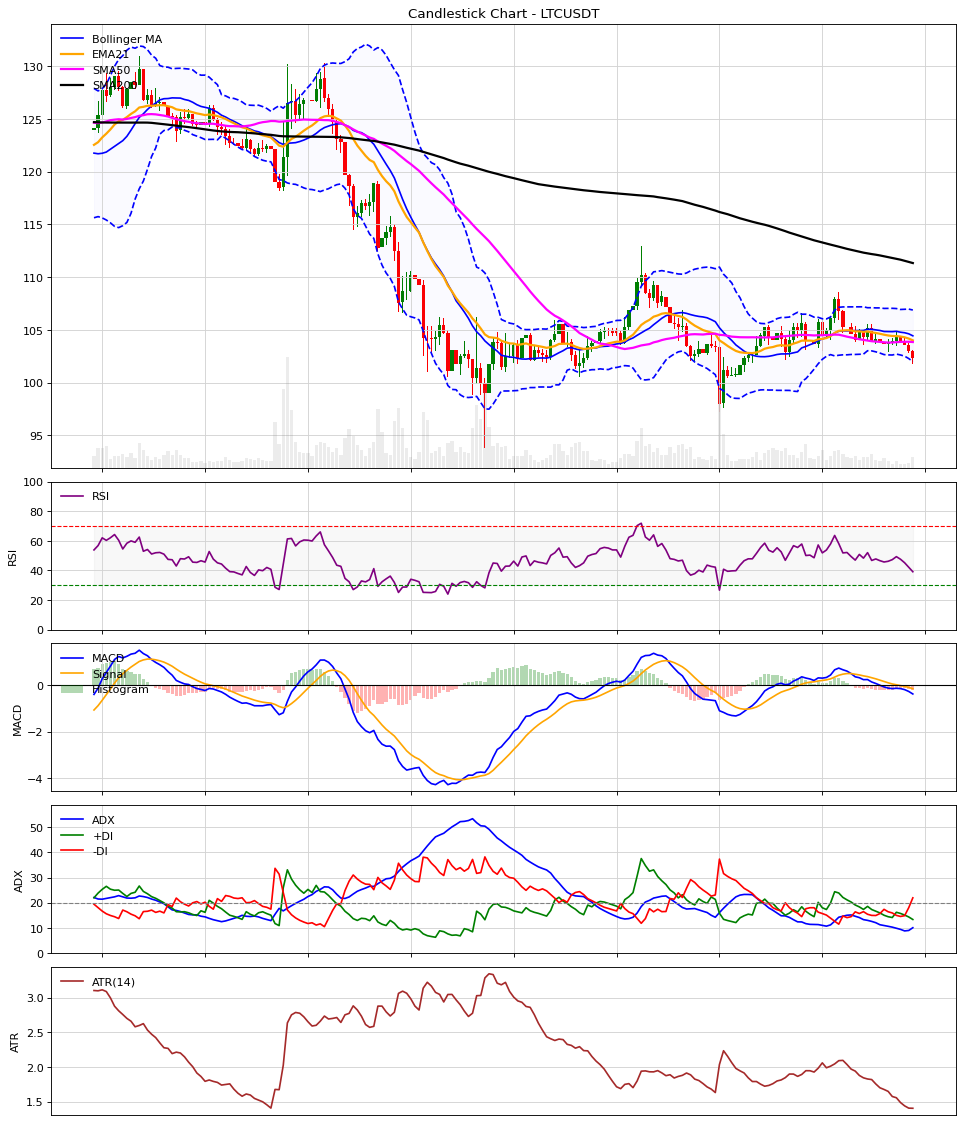 Candlestick Chart - LTCUSDT
Bollinger MA
EMA21
SMA50
SMA200
130
125
120
115
110
105
100
95
RSI
100
80
60
40
20
0
RSI
MACD
Signal
Histogram
0
−2
−4
MACD
ADX
+DI
-DI
50
40
30
20
10
0
ADX
ATR(14)
3.0
2.5
2.0
1.5
ATR